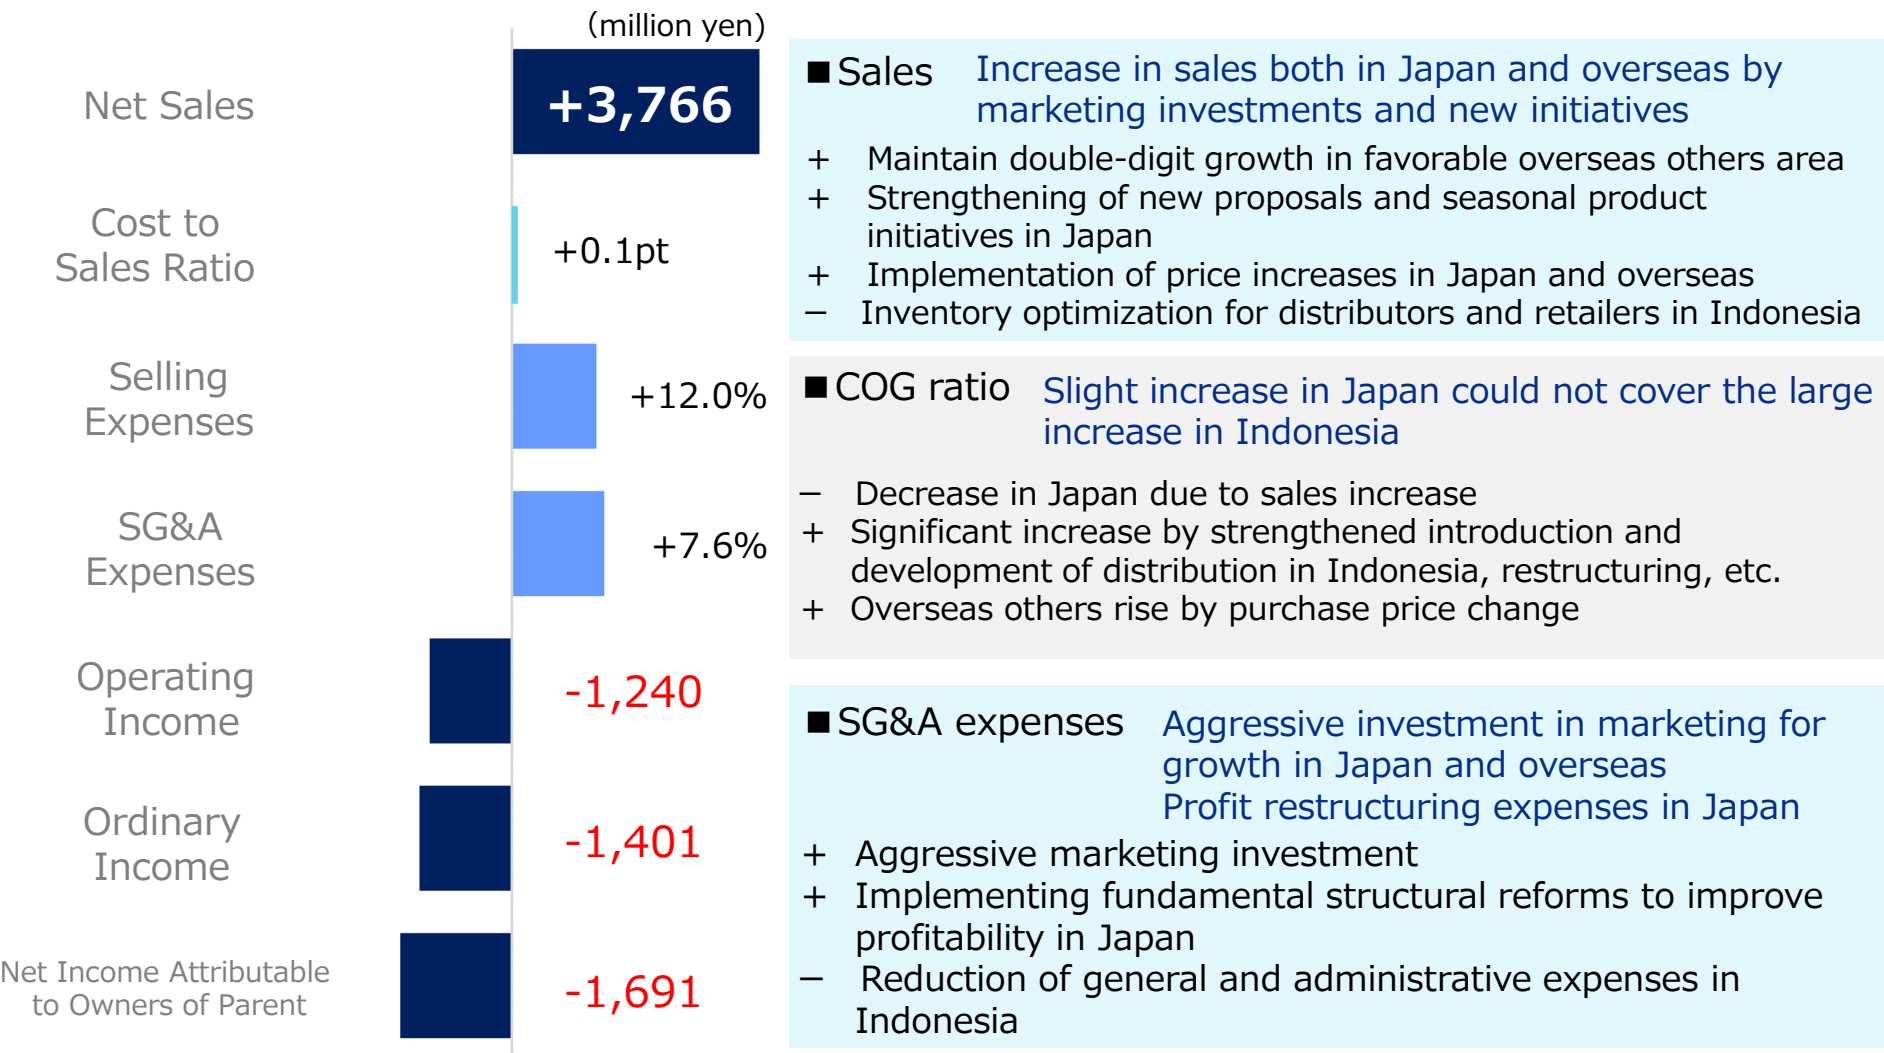 (million yen)
Net Sales
+3,766
Cost to
Sales Ratio
+0.1pt
Selling
Expenses
+12.0%
SG&A
Expenses
+7.6%
Operating
Income
-1,240
Ordinary
Income
-1,401
Net Income Attributable
to Owners of Parent
-1,691
■Sales Increase in sales both in Japan and overseas by
marketing investments and new initiatives
+ Maintain double-digit growth in favorable overseas others area
+ Strengthening of new proposals and seasonal product
initiatives in Japan
+ Implementation of price increases in Japan and overseas
− Inventory optimization for distributors and retailers in Indonesia
■COG ratio Slight increase in Japan could not cover the large
increase in Indonesia
− Decrease in Japan due to sales increase
+ Significant increase by strengthened introduction and
development of distribution in Indonesia, restructuring, etc.
+ Overseas others rise by purchase price change
■SG&A expenses Aggressive investment in marketing for
growth in Japan and overseas
Profit restructuring expenses in Japan
+ Aggressive marketing investment
+ Implementing fundamental structural reforms to improve
profitability in Japan
− Reduction of general and administrative expenses in
Indonesia